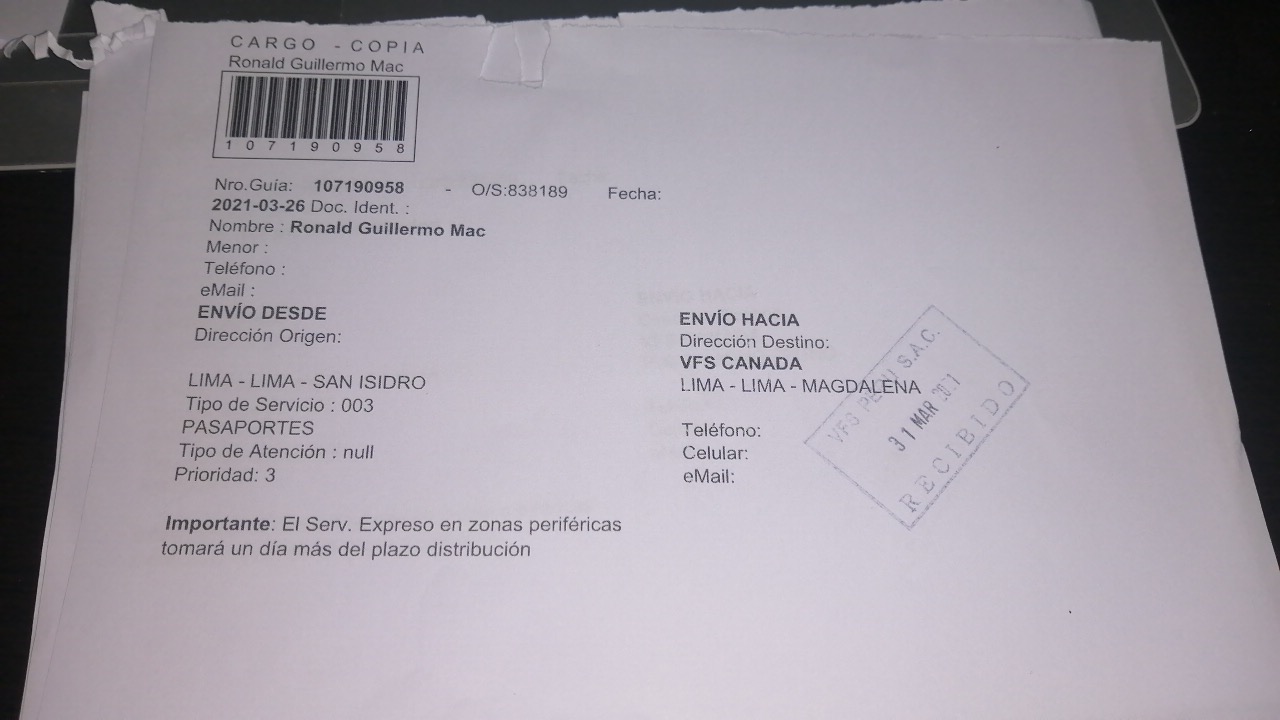 CARGO - COPIA
Ronald Guillermo Mac
107190958
Nro.Guía: 107190958 - O/S:838189 Fecha:
2021-03-26 Doc. Ident. :
Nombre : Ronald Guillermo Mac
Menor :
Teléfono :
eMail :
ENVÍO DESDE
Dirección Origen:
LIMA - LIMA - SAN ISIDRO
Tipo de Servicio : 003
PASAPORTES
Tipo de Atención : null
Prioridad: 3
ENVÍO HACIA
Dirección Destino:
VFS CANADA
LIMA - LIMA - MAGDALENA
Teléfono:
Celular:
eMail:
VFS PERU S.A.C.
31 MAR
RECIBIDO
Importante: El Serv. Expreso en zonas periféricas
tomará un día más del plazo distribución